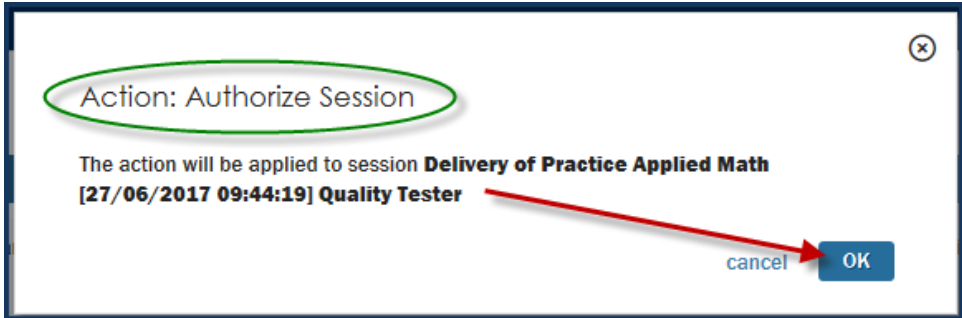 Action: Authorize Session
The action will be applied to session Delivery of Practice Applied Math
[27/06/2017 09:44:19] Quality Tester
cancel OK